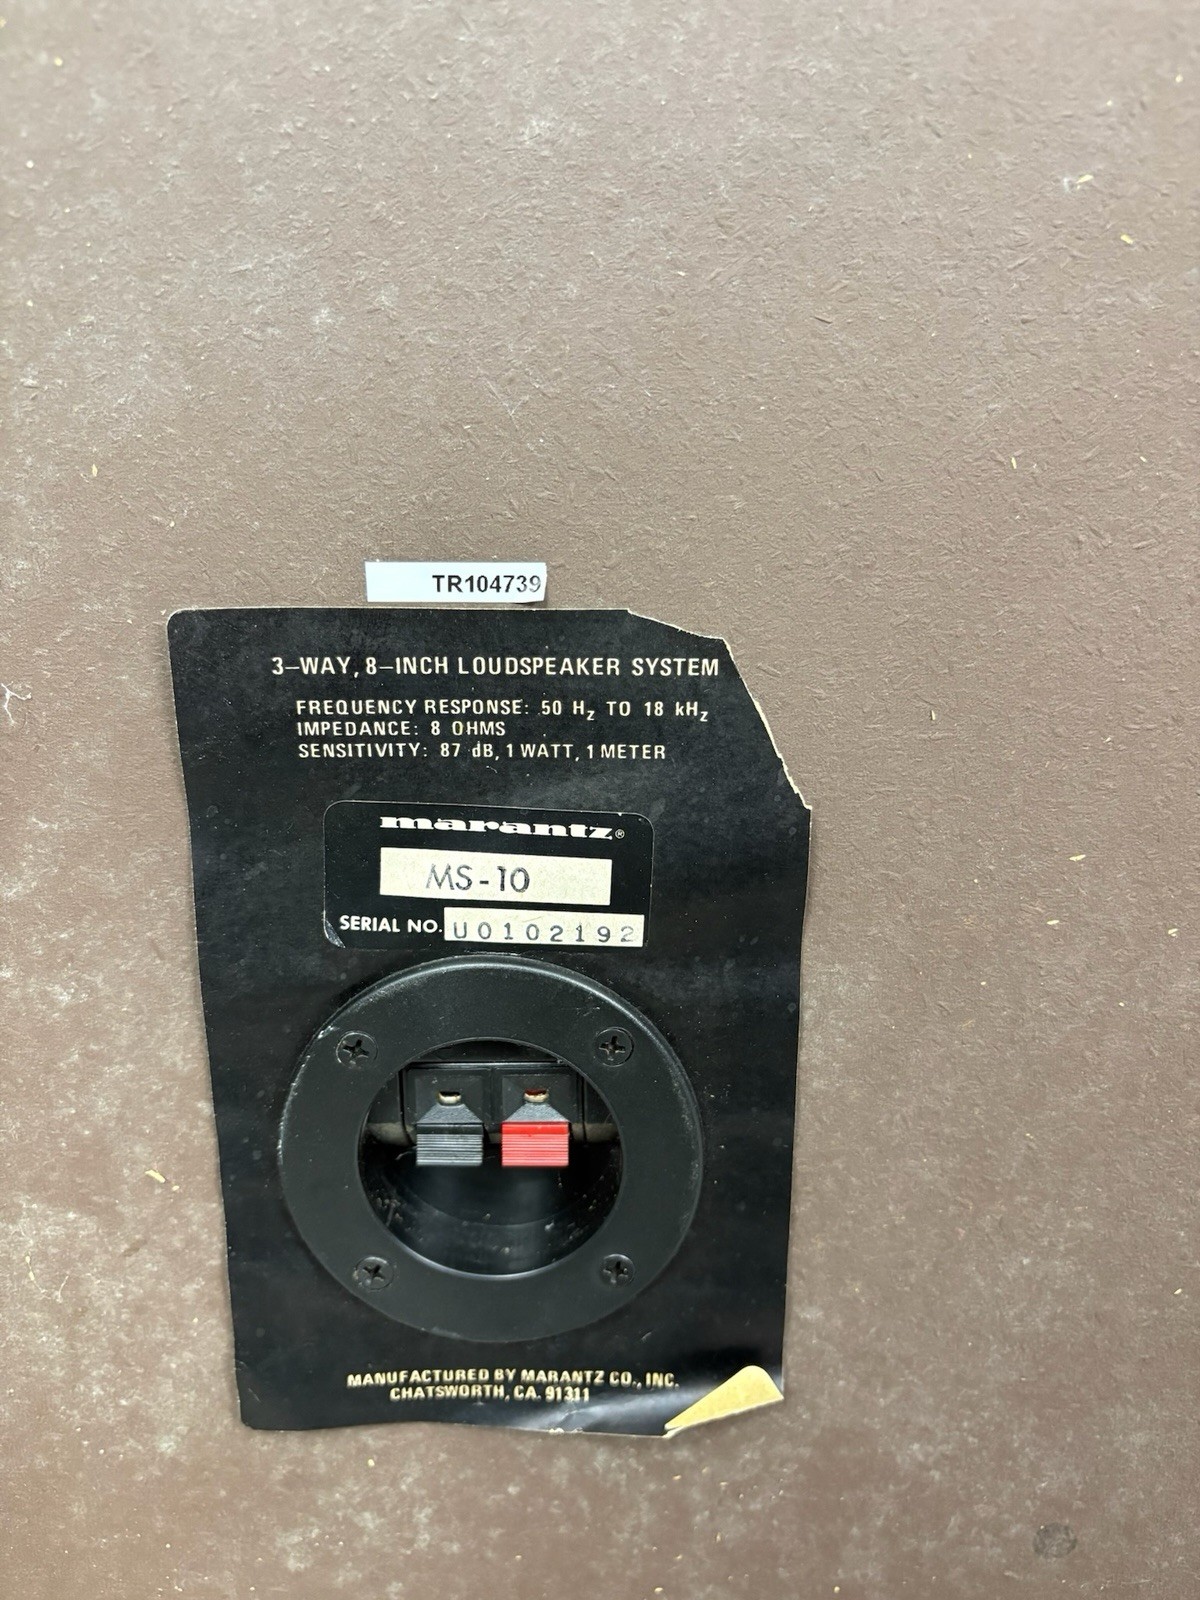 TR104739
3-WAY, 8-INCH LOUDSPEAKER SYSTEM
FREQUENCY RESPONSE: 50 Hz TO 18 kHz
IMPEDANCE: 8 OHMS
SENSITIVITY: 87 dB, 1 WATT, 1 METER
marantz®
MS-10
SERIAL NO. U0102192
MANUFACTURED BY MARANTZ CO., INC.
CHATSWORTH, CA. 91311